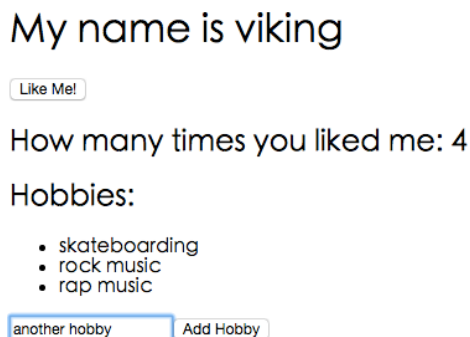 My name is viking
Like Me!
How many times you liked me: 4
Hobbies:
skateboarding
rock music
rap music
another hobby Add Hobby